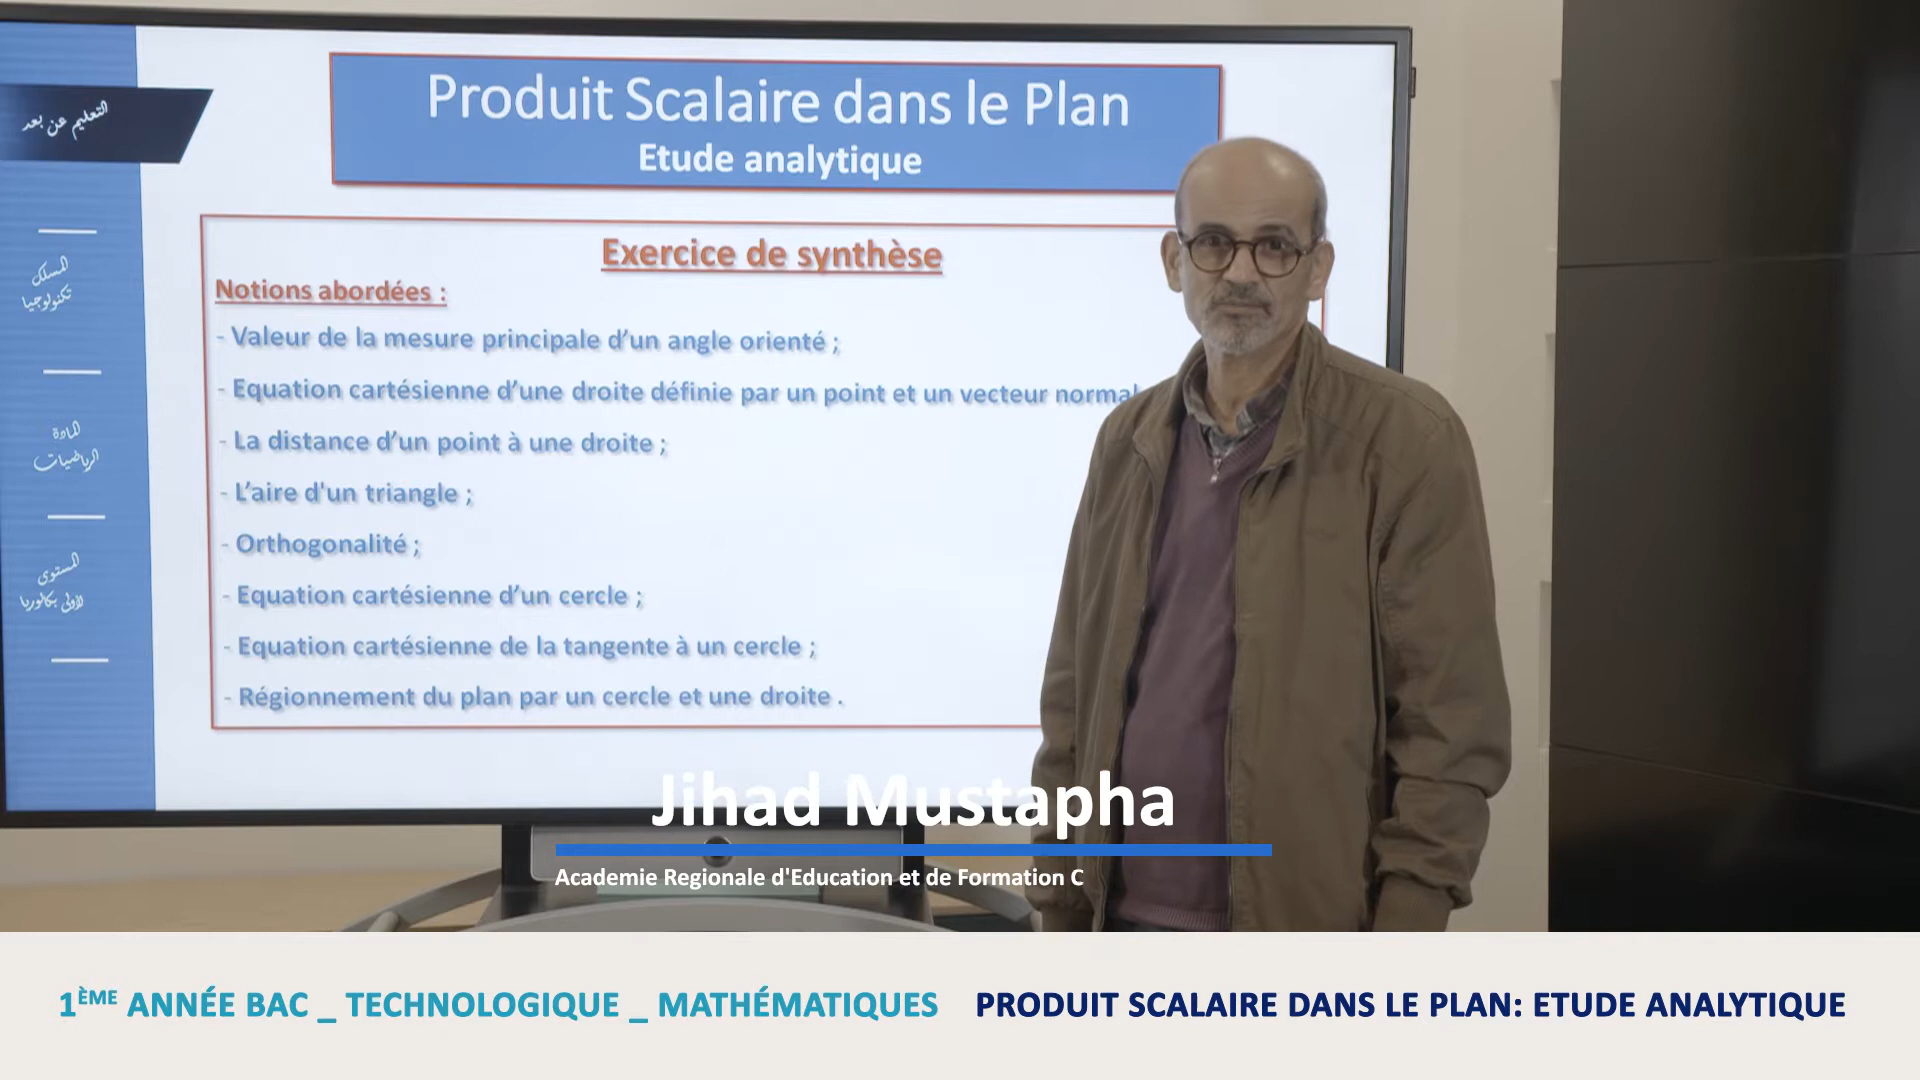 Produit Scalaire dans le Plan
Etude analytique
التعليم عن بعد
المسلك
تكنولوجيا
المادة
الرياضيات
المستوى
الأولى بكالوريا
Exercice de synthèse
Notions abordées :
- Valeur de la mesure principale d’un angle orienté ;
- Equation cartésienne d’une droite définie par un point et un vecteur normal
- La distance d’un point à une droite ;
- L’aire d'un triangle ;
- Orthogonalité ;
- Equation cartésienne d’un cercle ;
- Equation cartésienne de la tangente à un cercle ;
- Régionnement du plan par un cercle et une droite .
Jihad Mustapha
Academie Regionale d'Education et de Formation C
1ÈME ANNÉE BAC _ TECHNOLOGIQUE _ MATHÉMATIQUES PRODUIT SCALAIRE DANS LE PLAN: ETUDE ANALYTIQUE